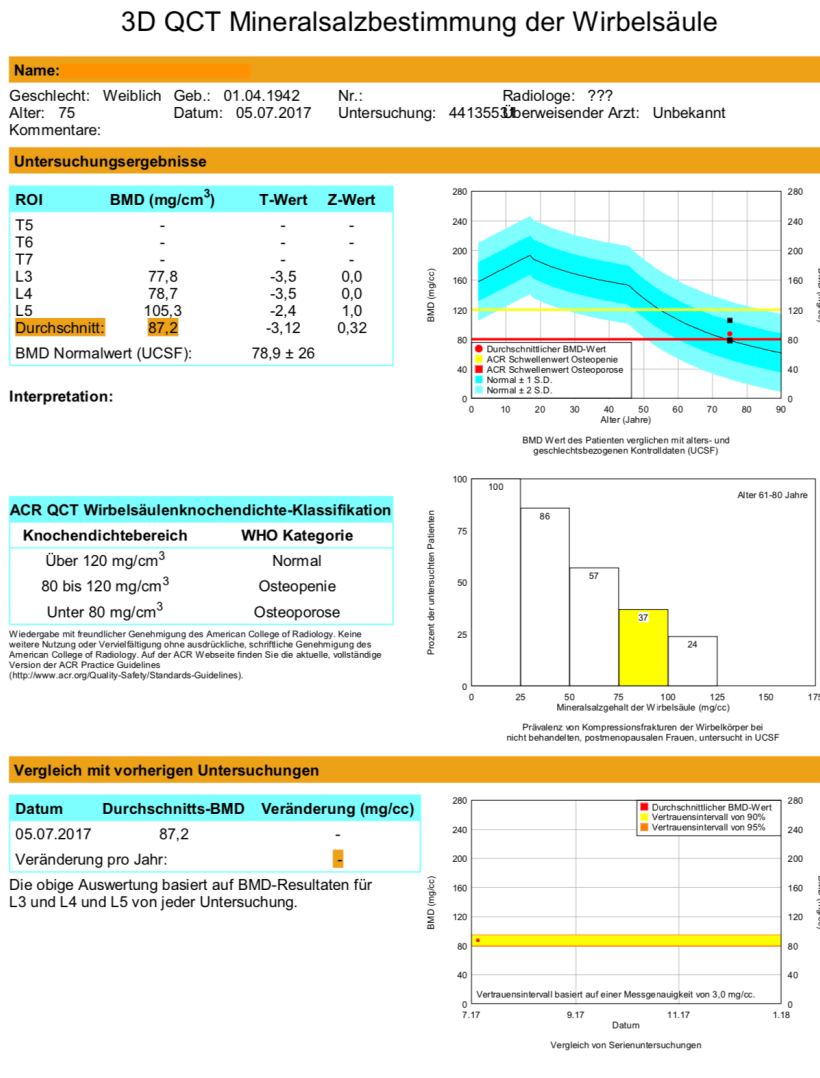 3D QCT Mineralsalzbestimmung der Wirbelsäule
Name:
Geschlecht: Weiblich Geb.: 01.04.1942 Nr.: Radiologe: ???
Alter: 75 Datum: 05.07.2017 Untersuchung: 44135531 Überweisender Arzt: Unbekannt
Kommentare:
Untersuchungsergebnisse
ROI BMD (mg/cm³) T-Wert Z-Wert
T5 - - -
T6 - - -
T7 - - -
L3 77,8 -3,5 0,0
L4 78,7 -3,5 0,0
L5 105,3 -2,4 1,0
Durchschnitt: 87,2 -3,12 0,32
BMD Normalwert (UCSF): 78,9 ± 26
Interpretation:
280 280
240 240
200 200
160 160
120 120
80 80
40 40
0 0
BMD (mg/cc)
Durchschnittlicher BMD-Wert
ACR Schwellenwert Osteopenie
ACR Schwellenwert Osteoporose
Normal ± 1 S.D.
Normal ± 2 S.D.
0 10 20 30 40 50 60 70 80 90
Alter (Jahre)
BMD Wert des Patienten verglichen mit alters- und
geschlechtsbezogenen Kontrolldaten (UCSF)
ACR QCT Wirbelsäulenknochendichte-Klassifikation
Knochendichtebereich WHO Kategorie
Über 120 mg/cm³ Normal
80 bis 120 mg/cm³ Osteopenie
Unter 80 mg/cm³ Osteoporose
Wiedergabe mit freundlicher Genehmigung des American College of Radiology. Keine
weitere Nutzung oder Vervielfältigung ohne ausdrückliche, schriftliche Genehmigung des
American College of Radiology. Auf der ACR Webseite finden Sie die aktuelle, vollständige
Version der ACR Practice Guidelines
(http://www.acr.org/Quality-Safety/Standards-Guidelines).
Alter 61-80 Jahre
100
75
50
25
0
Prozent der untersuchten Patienten
100
86
57
37
24
0 25 50 75 100 125 150 175
Mineralsalzgehalt der Wirbelsäule (mg/cc)
Prävalenz von Kompressionsfrakturen der Wirbelkörper bei
nicht behandelten, postmenopausalen Frauen, untersucht in UCSF
Vergleich mit vorherigen Untersuchungen
Datum Durchschnitts-BMD Veränderung (mg/cc)
05.07.2017 87,2 -
Veränderung pro Jahr: -
Die obige Auswertung basiert auf BMD-Resultaten für
L3 und L4 und L5 von jeder Untersuchung.
280 280
240 240
200 200
160 160
120 120
80 80
40 40
0 0
BMD (mg/cc)
Durchschnittlicher BMD-Wert
Vertrauensintervall von 90%
Vertrauensintervall von 95%
Vertrauensintervall basiert auf einer Messgenauigkeit von 3,0 mg/cc.
7.17 9.17 11.17 1.18
Datum
Vergleich von Serienuntersuchungen